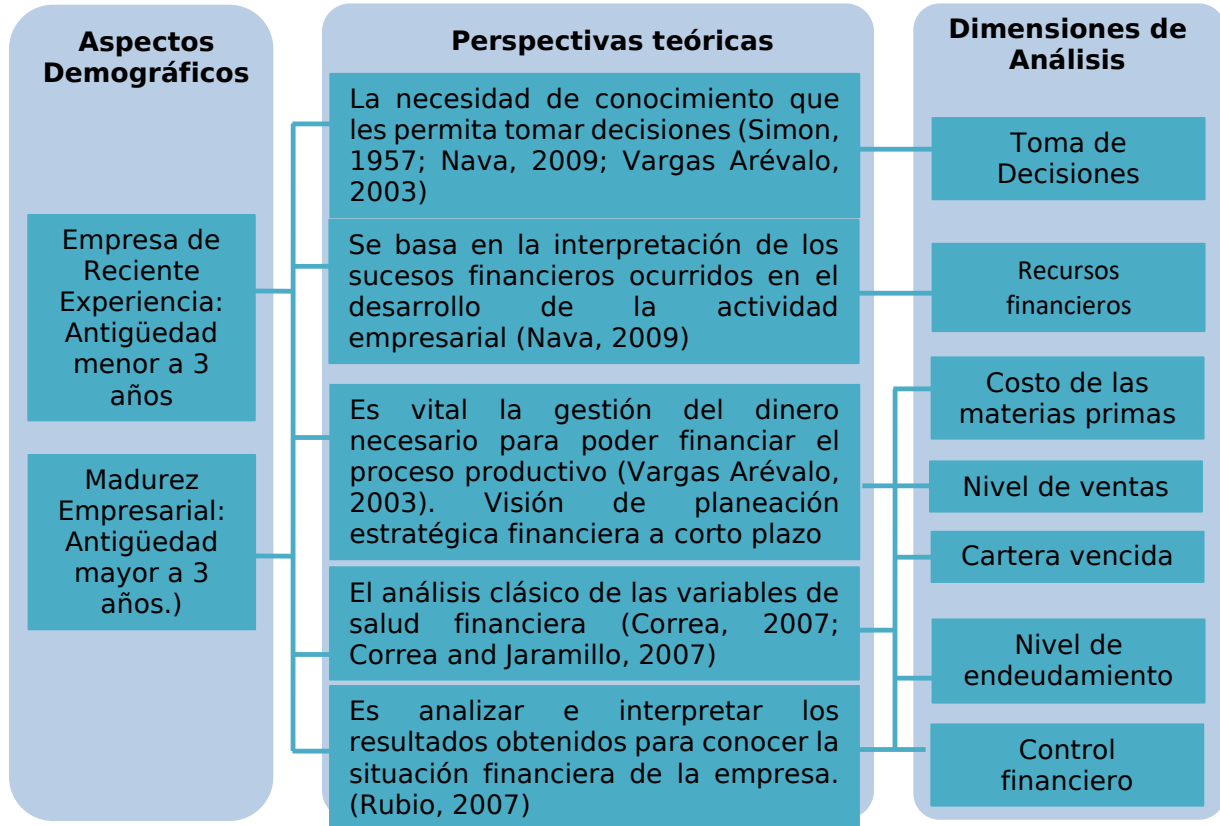 Aspectos
Demográficos
Empresa de
Reciente
Experiencia:
Antigüedad
menor a 3
años
Madurez
Empresarial:
Antigüedad
mayor a 3
años.)
Perspectivas teóricas
La necesidad de conocimiento que
les permita tomar decisiones (Simon,
1957; Nava, 2009; Vargas Arévalo,
2003)
Se basa en la interpretación de los
sucesos financieros ocurridos en el
desarrollo de la actividad
empresarial (Nava, 2009)
Es vital la gestión del dinero
necesario para poder financiar el
proceso productivo (Vargas Arévalo,
2003). Visión de planeación
estratégica financiera a corto plazo
El análisis clásico de las variables de
salud financiera (Correa, 2007;
Correa and Jaramillo, 2007)
Es analizar e interpretar los
resultados obtenidos para conocer la
situación financiera de la empresa.
(Rubio, 2007)
Dimensiones de
Análisis
Toma de
Decisiones
Recursos
financieros
Costo de las
materias primas
Nivel de ventas
Cartera vencida
Nivel de
endeudamiento
Control
financiero